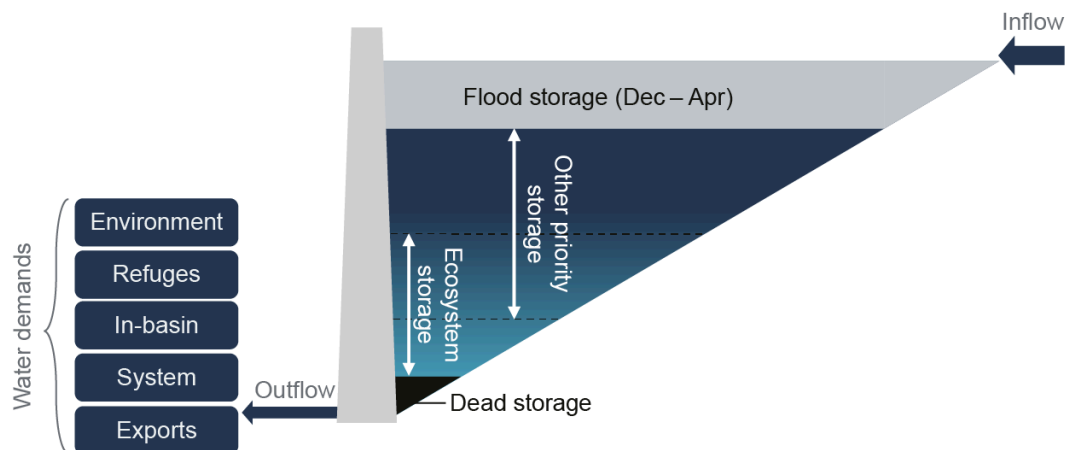 Inflow
Flood storage (Dec – Apr)
Other priority
storage
Ecosystem
storage
Dead storage
Outflow
Water demands
Environment
Refuges
In-basin
System
Exports